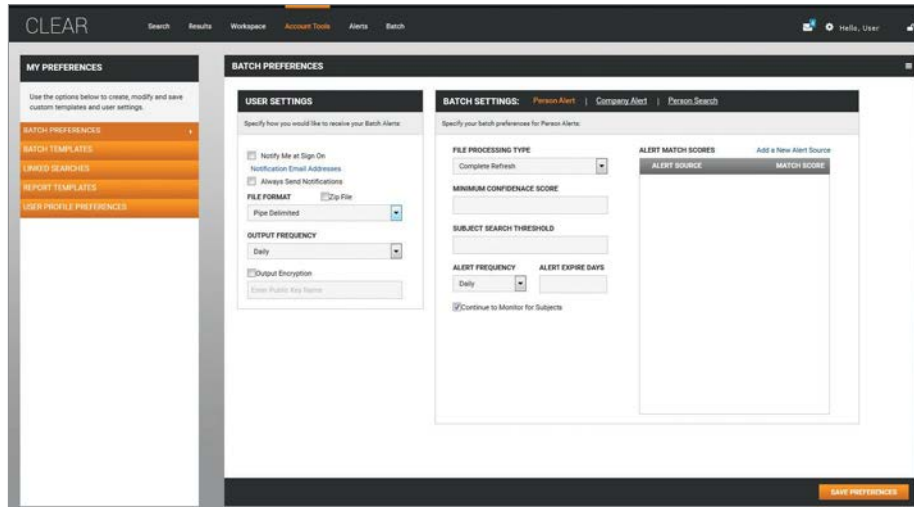 CLEAR
Search Results Workspace Account Tools Alerts Batch
Hello, User
MY PREFERENCES
Use the options below to create, modify and save
custom templates and user settings.
BATCH PREFERENCES
BATCH TEMPLATES
LINKED SEARCHES
REPORT TEMPLATES
USER PROFILE PREFERENCES
BATCH PREFERENCES
USER SETTINGS
Specify how you would like to receive your Batch Alerts:
Notify Me at Sign On
Notification Email Addresses
Always Send Notifications
FILE FORMAT Zip File
Pipe Delimited
OUTPUT FREQUENCY
Daily
Output Encryption
Enter Public Key Name
BATCH SETTINGS: Person Alert | Company Alert | Person Search
Specify your batch preferences for Person Alerts:
FILE PROCESSING TYPE
Complete Refresh
MINIMUM CONFIDENACE SCORE
SUBJECT SEARCH THRESHOLD
ALERT FREQUENCY ALERT EXPIRE DAYS
Daily
Continue to Monitor for Subjects
ALERT MATCH SCORES Add a New Alert Source
ALERT SOURCE MATCH SCORE
SAVE PREFERENCES